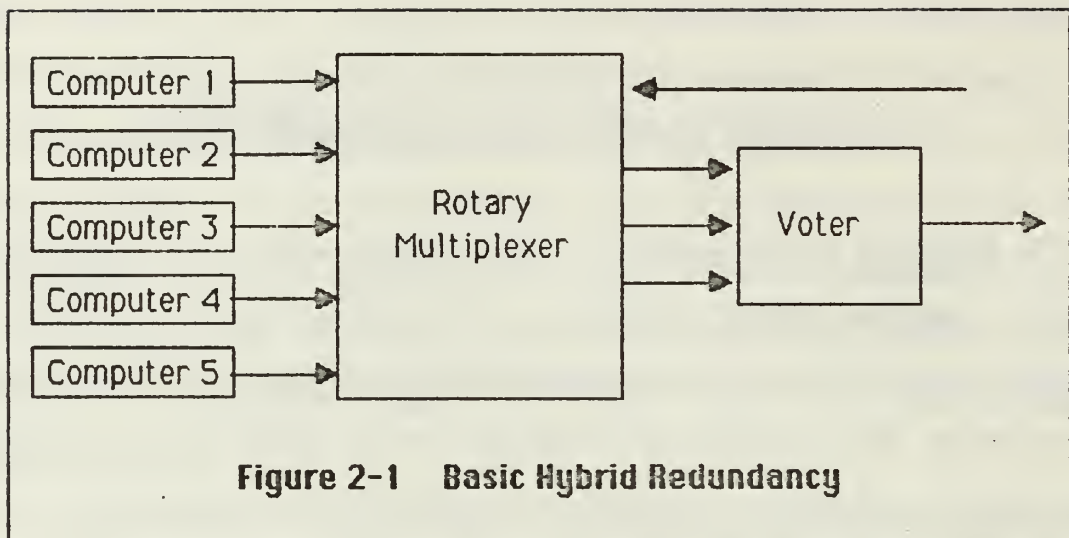 Computer 1
Computer 2
Computer 3
Computer 4
Computer 5
Rotary
Multiplexer
Voter
Figure 2-1 Basic Hybrid Redundancy